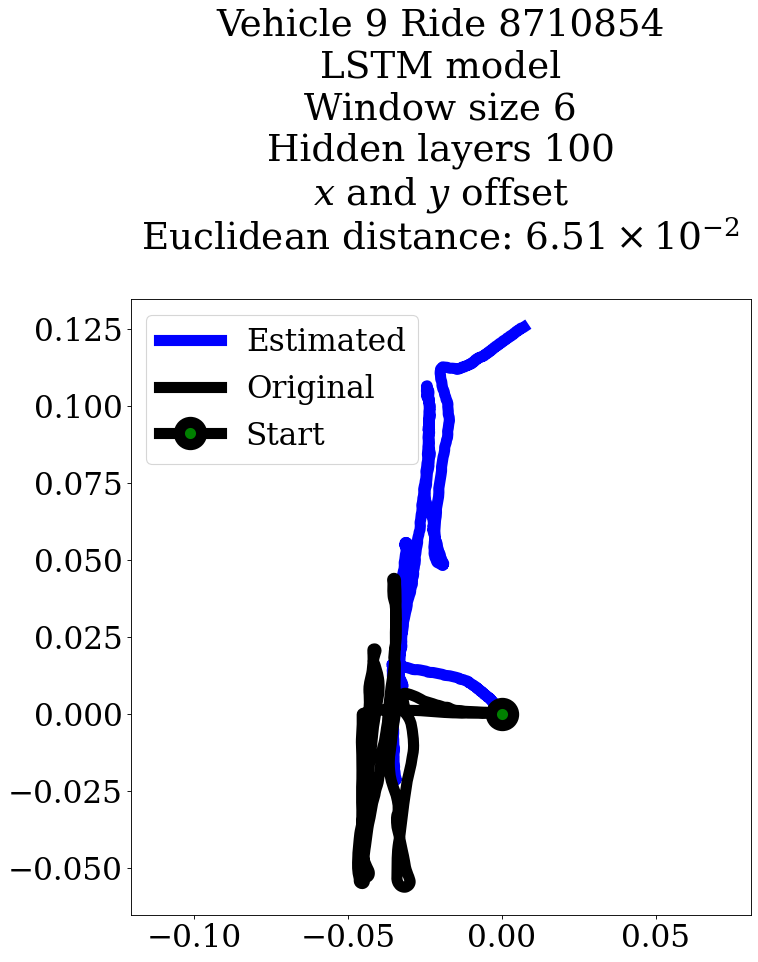 Vehicle 9 Ride 8710854
LSTM model
Window size 6
Hidden layers 100
x and y offset
Euclidean distance: 6.51 × 10⁻²
Estimated
Original
Start
0.125
0.100
0.075
0.050
0.025
0.000
−0.025
−0.050
−0.10 −0.05 0.00 0.05